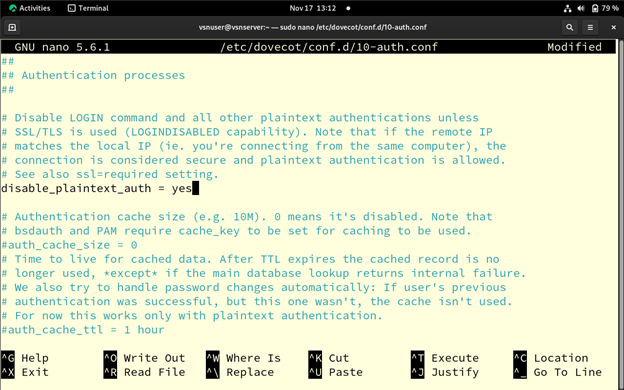 Activities Terminal Nov 17 13:12 79 %
vsnuser@vsnserver:~ — sudo nano /etc/dovecot/conf.d/10-auth.conf
GNU nano 5.6.1 /etc/dovecot/conf.d/10-auth.conf Modified
##
## Authentication processes
##
# Disable LOGIN command and all other plaintext authentications unless
# SSL/TLS is used (LOGINDISABLED capability). Note that if the remote IP
# matches the local IP (ie. you're connecting from the same computer), the
# connection is considered secure and plaintext authentication is allowed.
# See also ssl=required setting.
disable_plaintext_auth = yes
# Authentication cache size (e.g. 10M). 0 means it's disabled. Note that
# bsdauth and PAM require cache_key to be set for caching to be used.
#auth_cache_size = 0
# Time to live for cached data. After TTL expires the cached record is no
# longer used, *except* if the main database lookup returns internal failure.
# We also try to handle password changes automatically: If user's previous
# authentication was successful, but this one wasn't, the cache isn't used.
# For now this works only with plaintext authentication.
#auth_cache_ttl = 1 hour
^G Help ^O Write Out ^W Where Is ^K Cut ^T Execute ^C Location
^X Exit ^R Read File ^\ Replace ^U Paste ^J Justify ^_ Go To Line